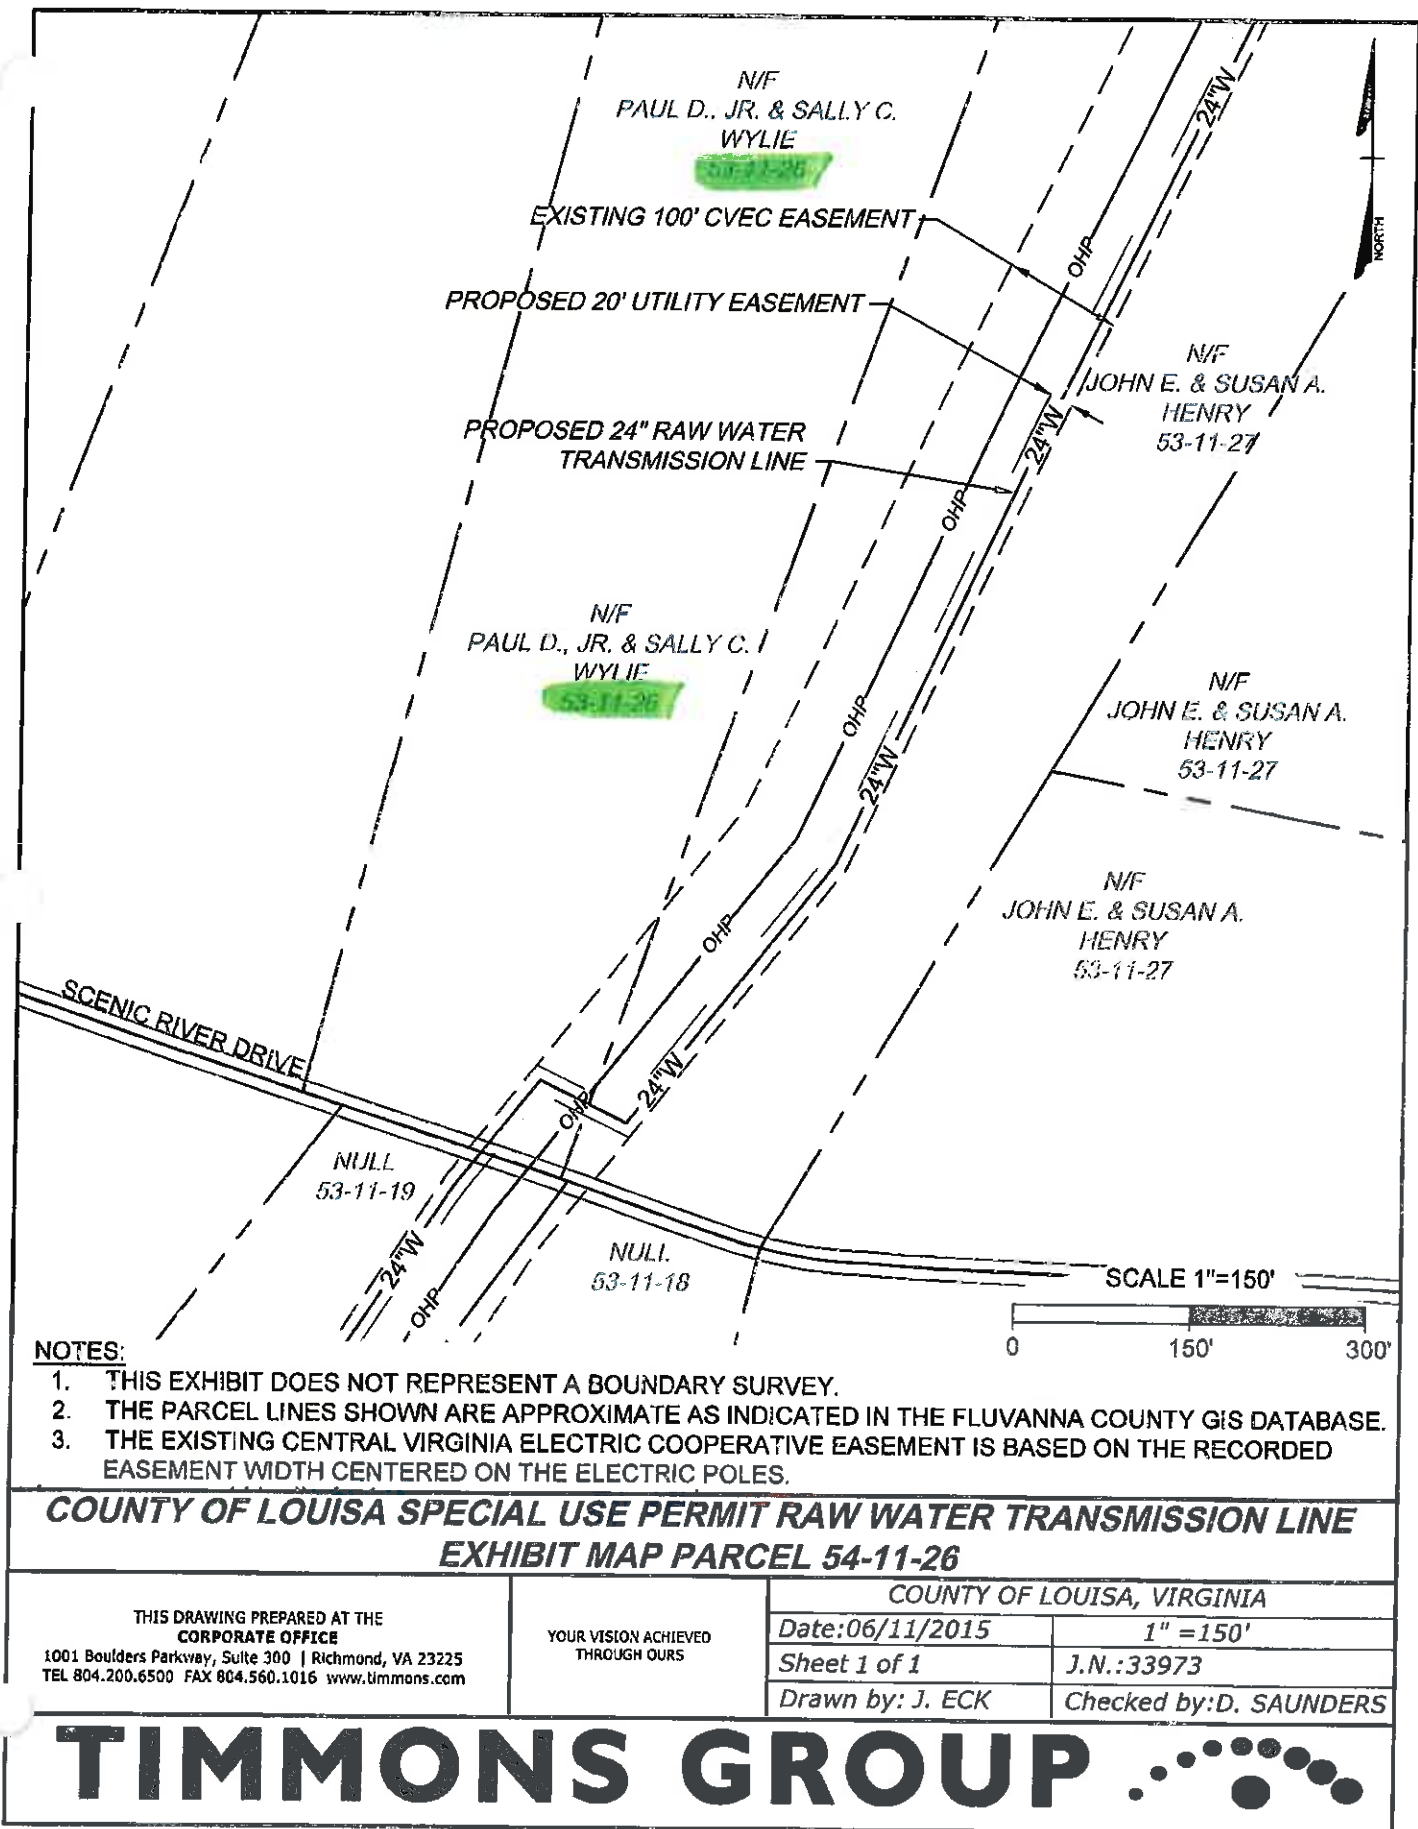 N/F
PAUL D., JR. & SALLY C.
WYLIE
53-11-26
EXISTING 100' CVEC EASEMENT
PROPOSED 20' UTILITY EASEMENT
PROPOSED 24" RAW WATER
TRANSMISSION LINE
24"W
OHP
NORTH
N/F
JOHN E. & SUSAN A.
HENRY
53-11-27
24"W
OHP
N/F
PAUL D., JR. & SALLY C.
WYLIE
53-11-26
OHP
24"W
N/F
JOHN E. & SUSAN A.
HENRY
53-11-27
N/F
JOHN E. & SUSAN A.
HENRY
53-11-27
OHP
SCENIC RIVER DRIVE
24"W
OHP
NULL
53-11-19
24"W
OHP
NULL
53-11-18
SCALE 1"=150'
0 150' 300'
NOTES:
1. THIS EXHIBIT DOES NOT REPRESENT A BOUNDARY SURVEY.
2. THE PARCEL LINES SHOWN ARE APPROXIMATE AS INDICATED IN THE FLUVANNA COUNTY GIS DATABASE.
3. THE EXISTING CENTRAL VIRGINIA ELECTRIC COOPERATIVE EASEMENT IS BASED ON THE RECORDED
EASEMENT WIDTH CENTERED ON THE ELECTRIC POLES.
COUNTY OF LOUISA SPECIAL USE PERMIT RAW WATER TRANSMISSION LINE
EXHIBIT MAP PARCEL 54-11-26
THIS DRAWING PREPARED AT THE
CORPORATE OFFICE
1001 Boulders Parkway, Suite 300 | Richmond, VA 23225
TEL 804.200.6500 FAX 804.560.1016 www.timmons.com
YOUR VISION ACHIEVED
THROUGH OURS
COUNTY OF LOUISA, VIRGINIA
Date:06/11/2015 1" =150'
Sheet 1 of 1 J.N.:33973
Drawn by: J. ECK Checked by:D. SAUNDERS
TIMMONS GROUP